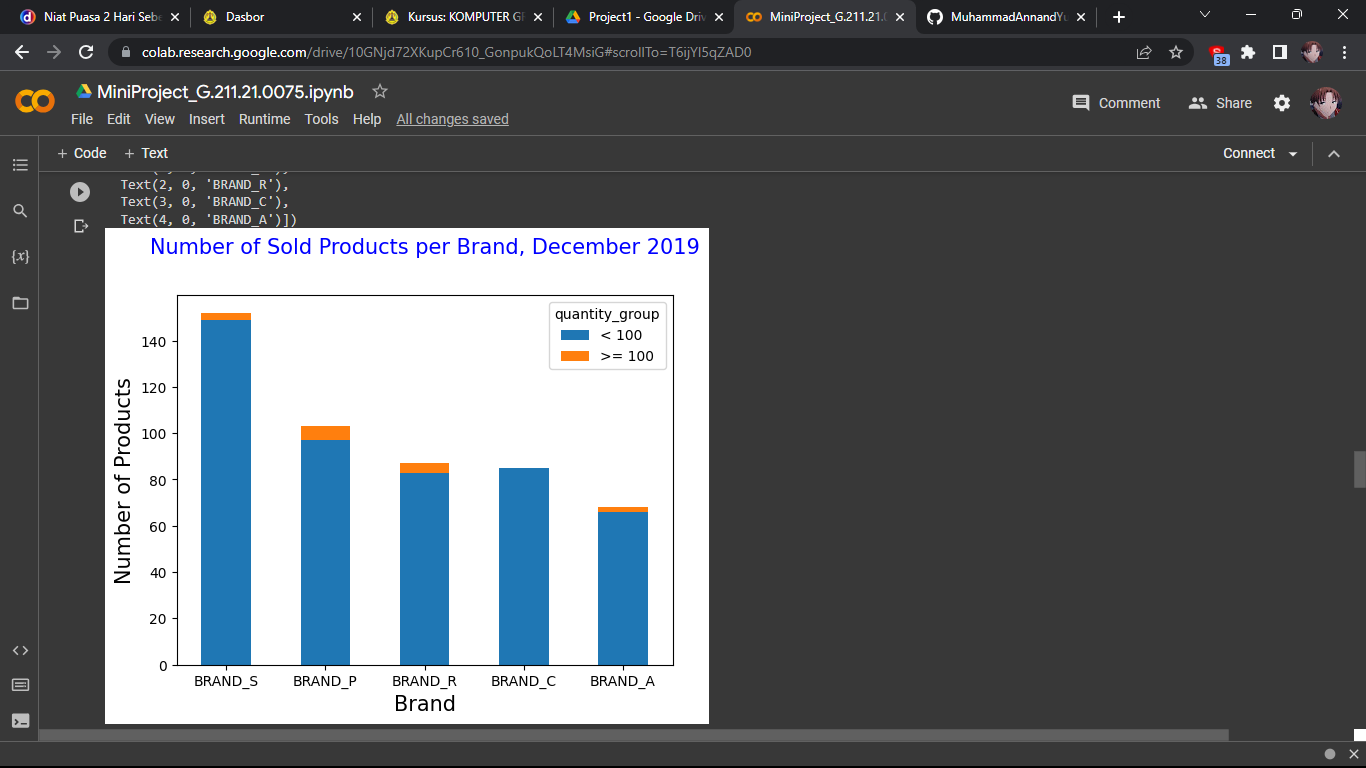 Niat Puasa 2 Hari Sebe
Dasbor
Kursus: KOMPUTER GR
Project1 - Google Driv
MiniProject_G.211.21.0
MuhammadAnnandYu
colab.research.google.com/drive/10GNjd72XKupCr610_GonpukQoLT4MsiG#scrollTo=T6ijYI5qZAD0
38
MiniProject_G.211.21.0075.ipynb
Comment
Share
File Edit View Insert Runtime Tools Help All changes saved
+ Code + Text
Connect
{x}
Text(2, 0, 'BRAND_R'),
Text(3, 0, 'BRAND_C'),
Text(4, 0, 'BRAND_A')])
Number of Sold Products per Brand, December 2019
quantity_group
< 100
>= 100
Number of Products
140
120
100
80
60
40
20
0
BRAND_S BRAND_P BRAND_R BRAND_C BRAND_A
Brand